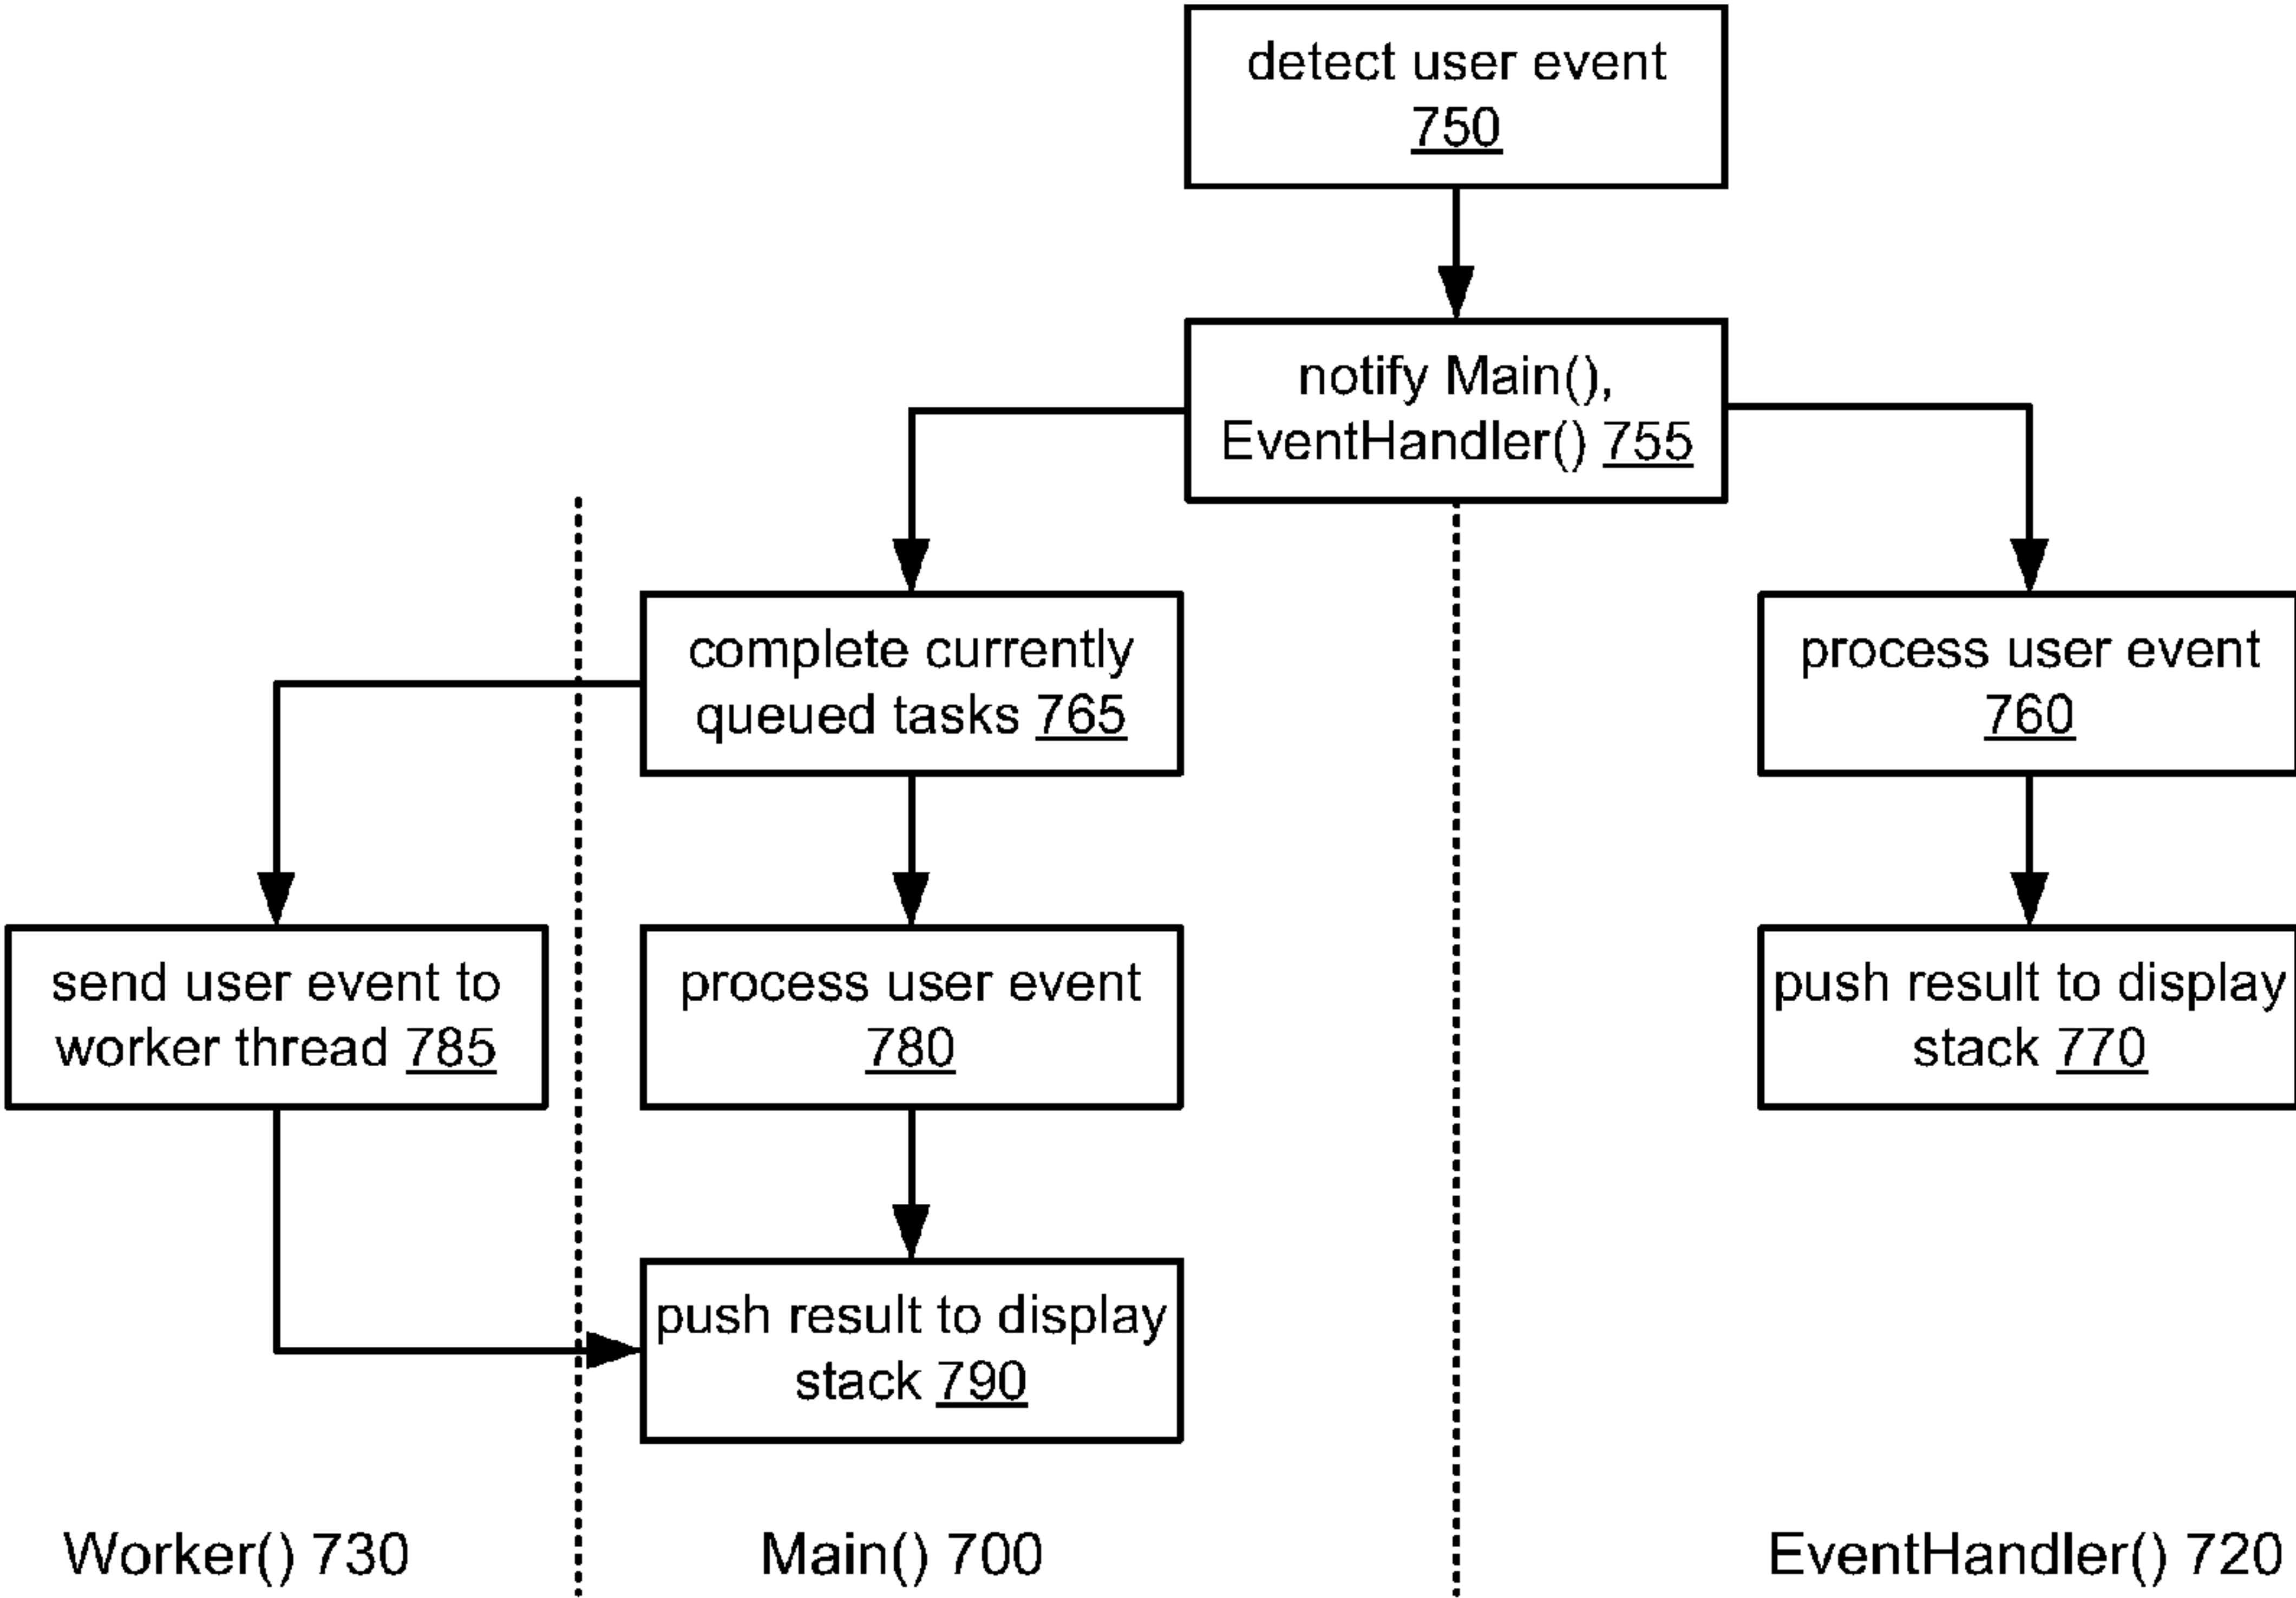 detect user event
750
notify Main(),
EventHandler() 755
complete currently
queued tasks 765
process user event
760
send user event to
worker thread 785
process user event
780
push result to display
stack 770
push result to display
stack 790
Worker() 730
Main() 700
EventHandler() 720